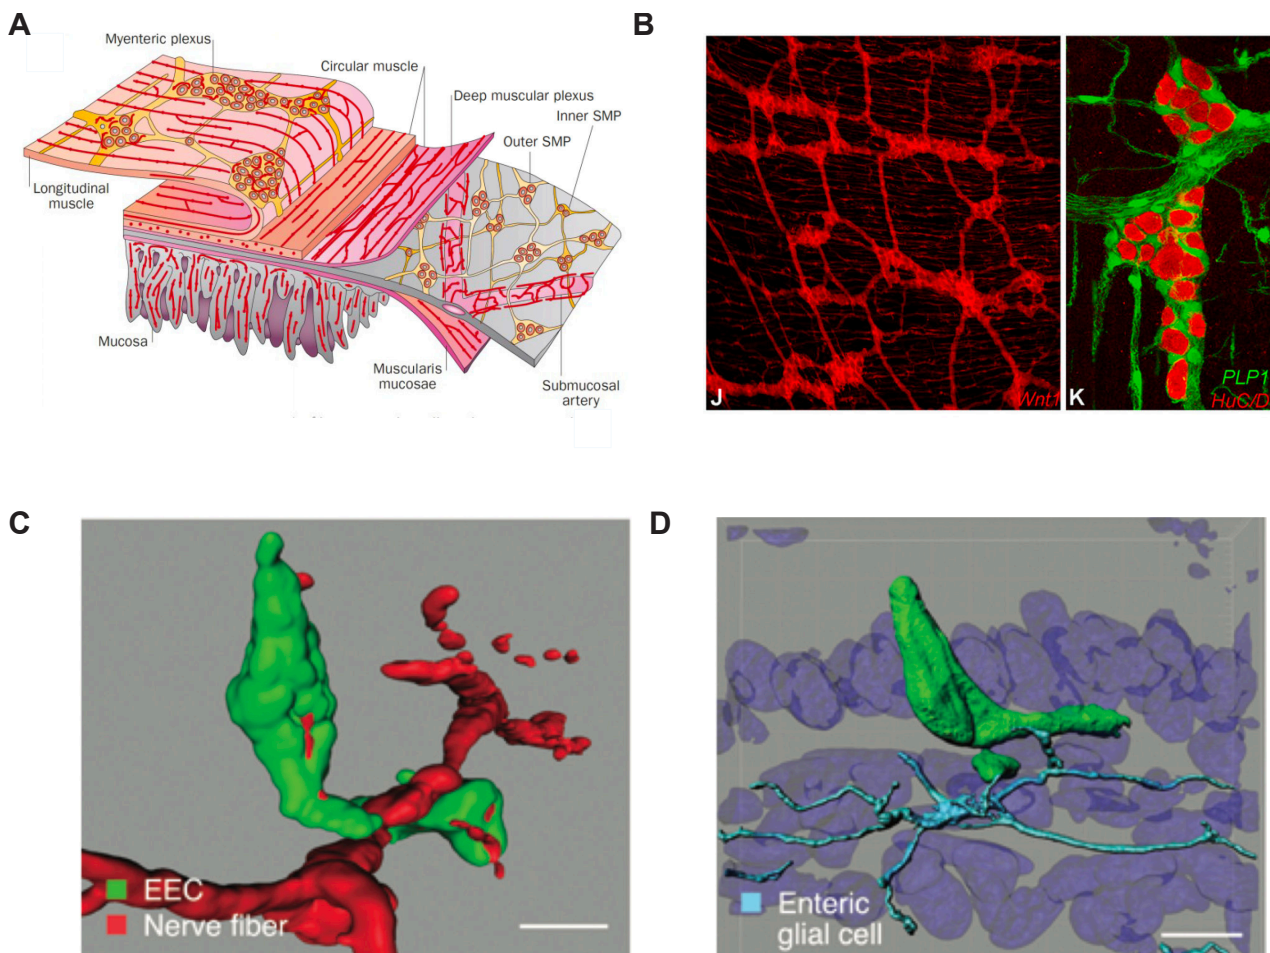 A
Myenteric plexus
Circular muscle
Deep muscular plexus
Inner SMP
Outer SMP
Longitudinal
muscle
Mucosa
Muscularis
mucosae
Submucosal
artery
B
J
Wnt1
K
PLP1
HuC/D
C
EEC
Nerve fiber
D
Enteric
glial cell